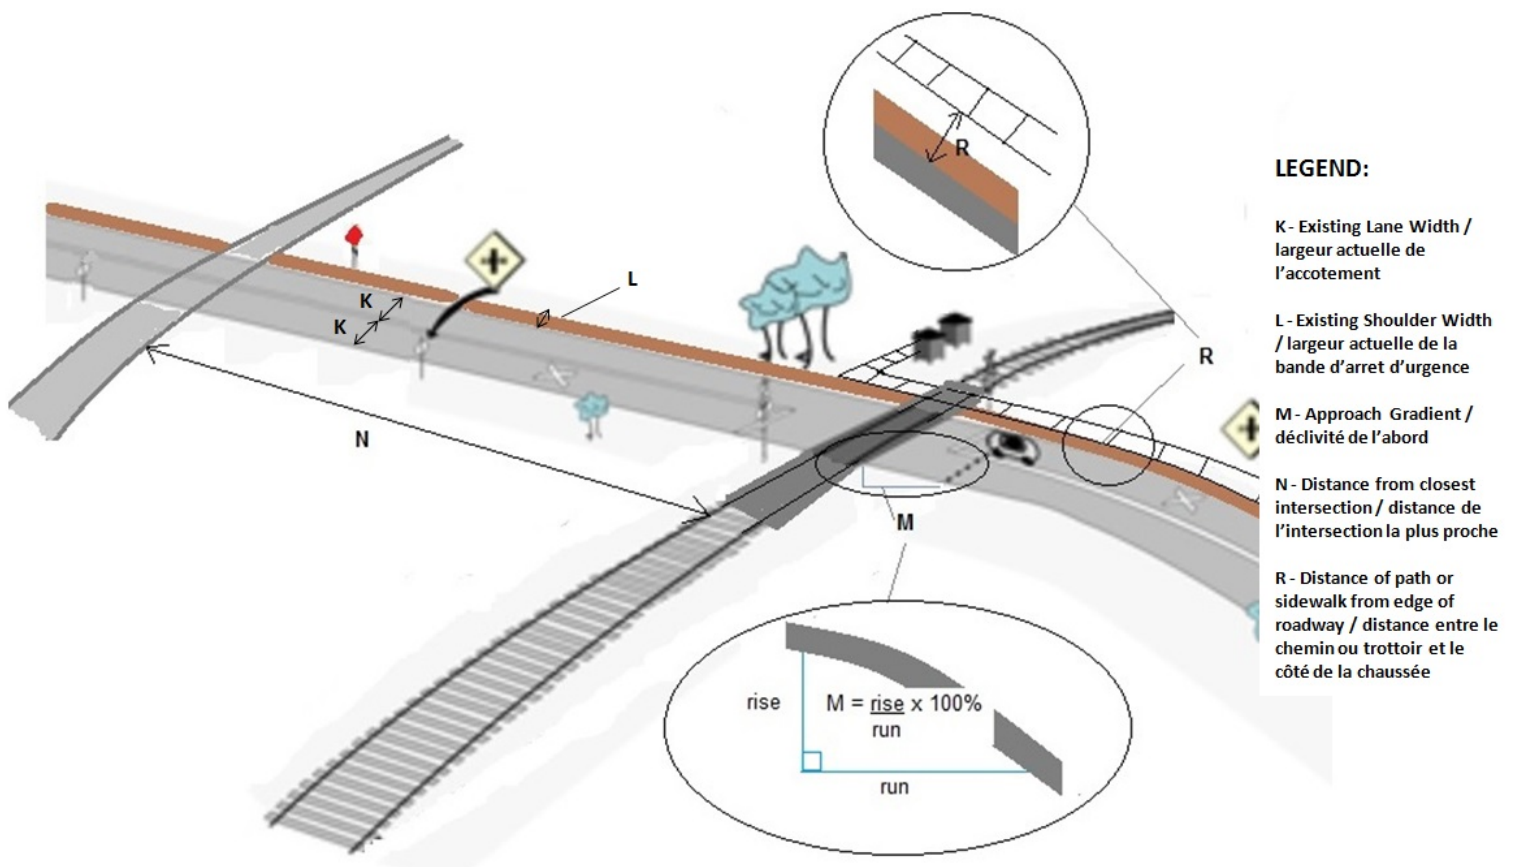 R
L
K
K
N
R
M
rise
M = rise x 100%
run
run
LEGEND:
K - Existing Lane Width /
largeur actuelle de
l'accotement
L - Existing Shoulder Width
/ largeur actuelle de la
bande d'arret d'urgence
M - Approach Gradient /
déclivité de l'abord
N - Distance from closest
intersection / distance de
l'intersection la plus proche
R - Distance of path or
sidewalk from edge of
roadway / distance entre le
chemin ou trottoir et le
côté de la chaussée